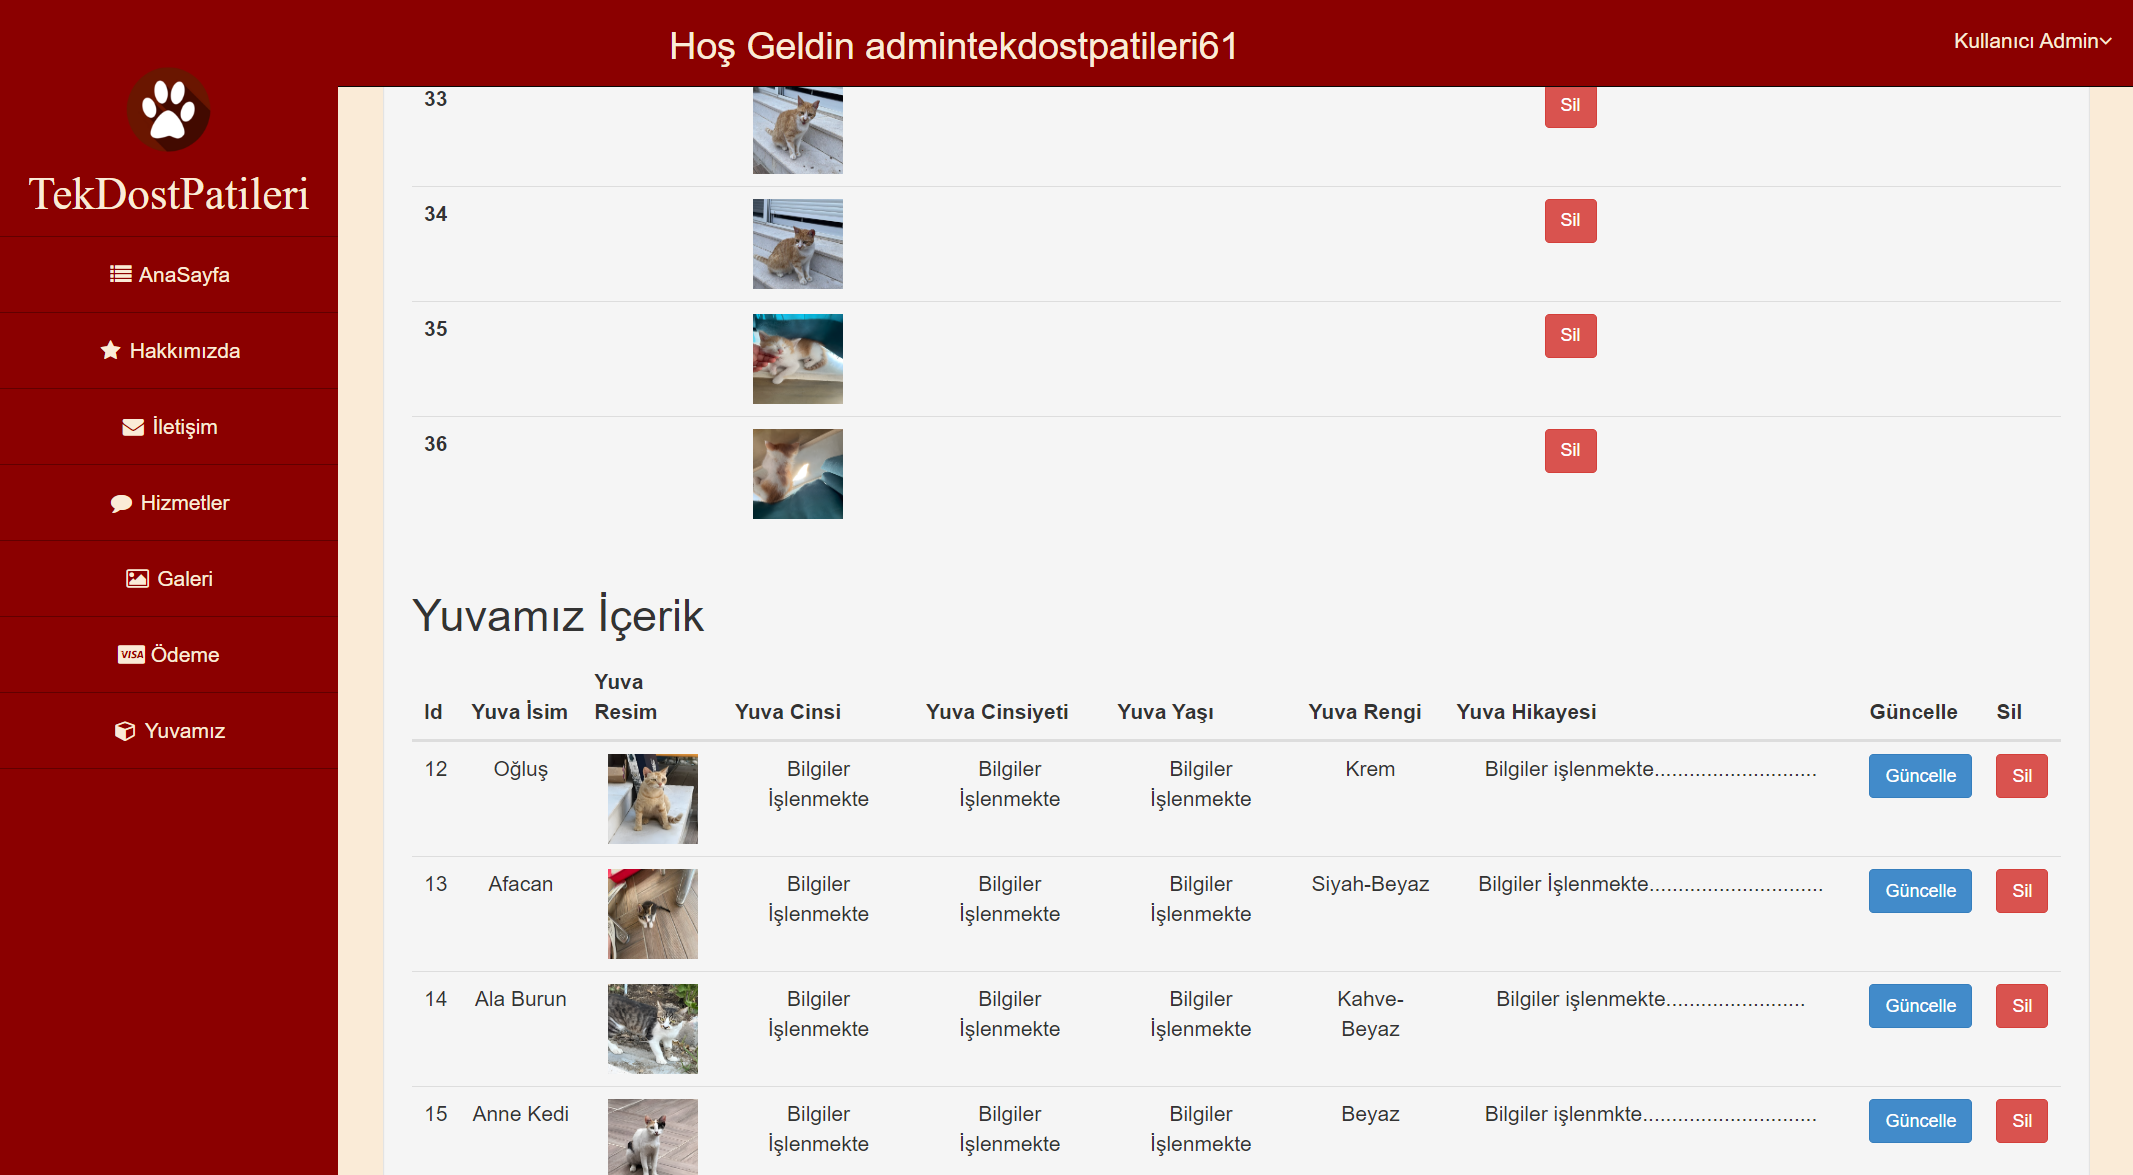 Hoş Geldin admintekdostpatileri61
Kullanıcı Admin
TekDostPatileri
AnaSayfa
Hakkımızda
İletişim
Hizmetler
Galeri
VISA Ödeme
Yuvamız
33 Sil
34 Sil
35 Sil
36 Sil
Yuvamız İçerik
Id Yuva İsim Yuva Resim Yuva Cinsi Yuva Cinsiyeti Yuva Yaşı Yuva Rengi Yuva Hikayesi Güncelle Sil
12 Oğluş Bilgiler İşlenmekte Bilgiler İşlenmekte Bilgiler İşlenmekte Krem Bilgiler işlenmekte............................ Güncelle Sil
13 Afacan Bilgiler İşlenmekte Bilgiler İşlenmekte Bilgiler İşlenmekte Siyah-Beyaz Bilgiler İşlenmekte.............................. Güncelle Sil
14 Ala Burun Bilgiler İşlenmekte Bilgiler İşlenmekte Bilgiler İşlenmekte Kahve-Beyaz Bilgiler işlenmekte........................ Güncelle Sil
15 Anne Kedi Bilgiler İşlenmekte Bilgiler İşlenmekte Bilgiler İşlenmekte Beyaz Bilgiler işlenmkte.............................. Güncelle Sil